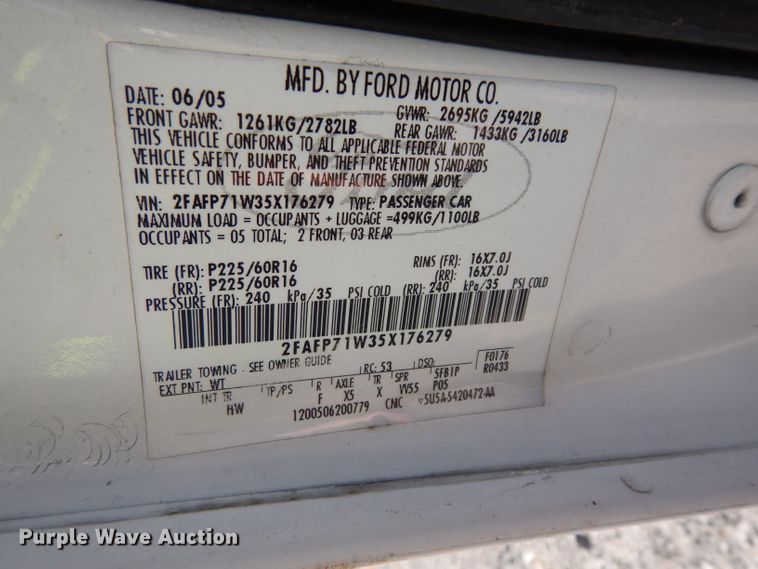 MFD. BY FORD MOTOR CO.
DATE: 06/05 GVWR: 2695KG/5942LB
FRONT GAWR: 1261KG/2782LB REAR GAWR: 1433KG/3160LB
THIS VEHICLE CONFORMS TO ALL APPLICABLE FEDERAL MOTOR
VEHICLE SAFETY, BUMPER, AND THEFT PREVENTION STANDARDS
IN EFFECT ON THE DATE OF MANUFACTURE SHOWN ABOVE.
VIN: 2FAFP71W35X176279 TYPE: PASSENGER CAR
MAXIMUM LOAD = OCCUPANTS + LUGGAGE =499KG/1100LB
OCCUPANTS = 05 TOTAL; 2 FRONT, 03 REAR
TIRE (FR): P225/60R16 RIMS (FR): 16X7.0J
(RR): P225/60R16 (RR): 16X7.0J
PRESSURE (FR): 240 kPa/35 PSI COLD (RR): 240 kPa/35 PSI COLD
2FAFP71W35X176279
TRAILER TOWING - SEE OWNER GUIDE RC: 53 DSO: F0176
EXT PNT: WT 5FB1P R0433
INT TR TP/PS R AXLE TR SPR P05
HW F X5 X VV55
1200506200779 CMC 5U5A-5420472-AA
Purple Wave Auction